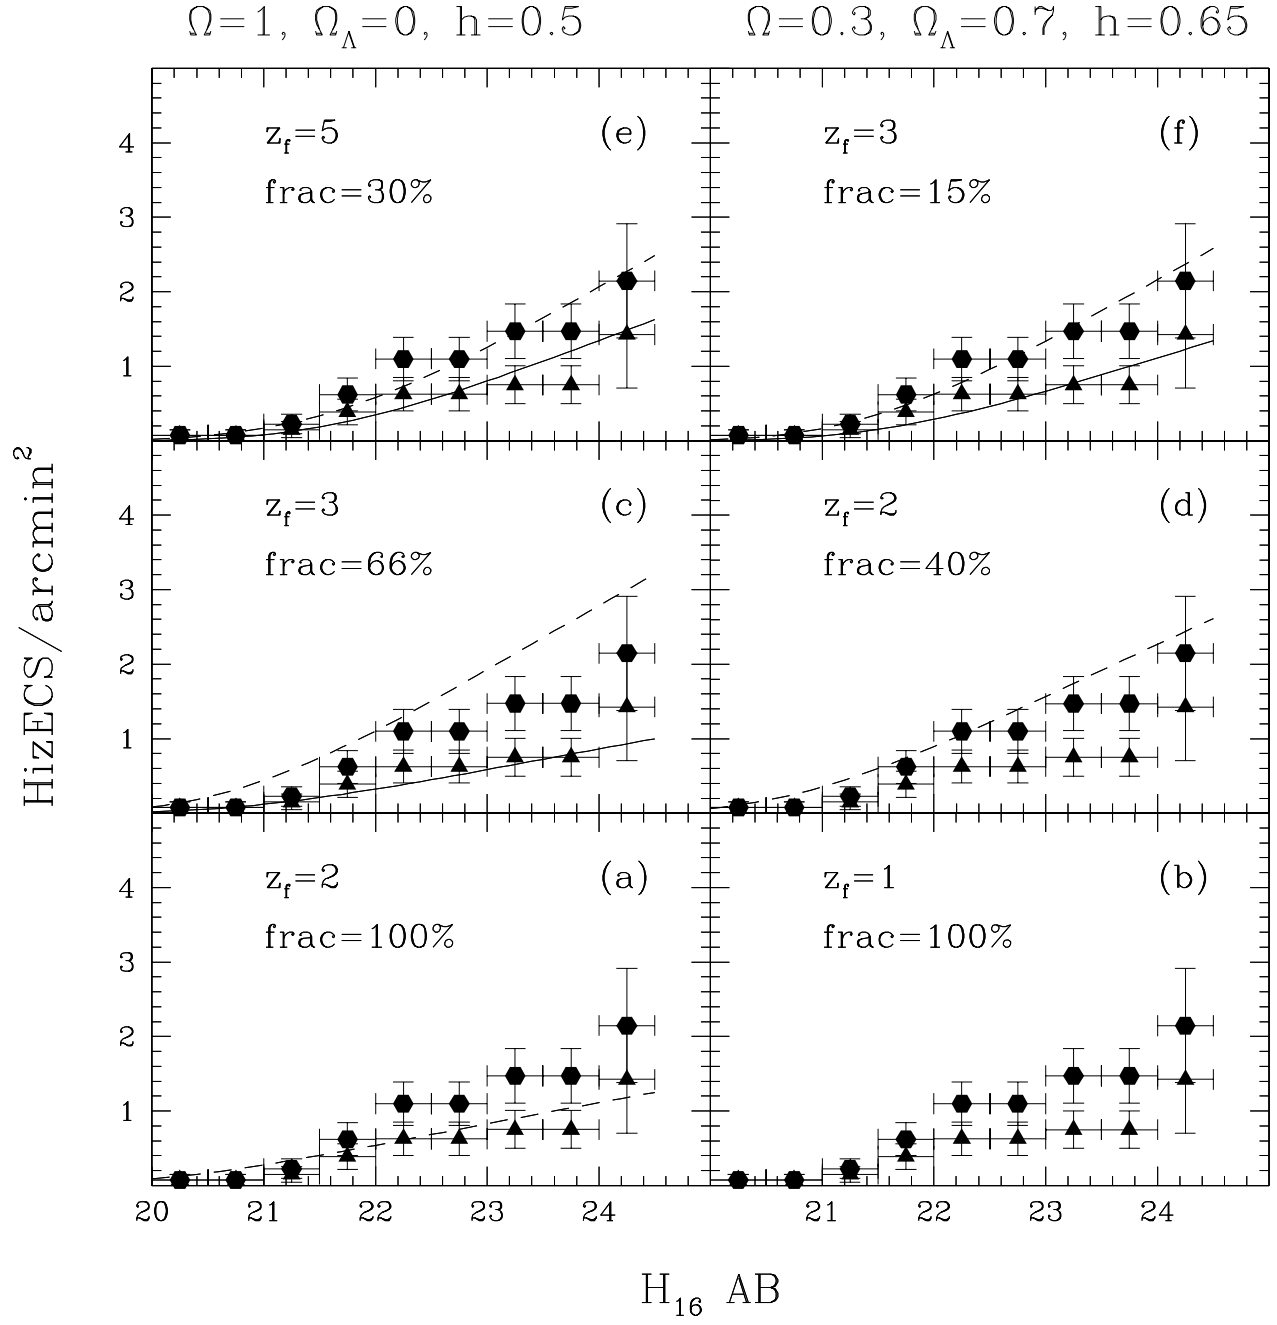 Ω=1, Ω_Λ=0, h=0.5
Ω=0.3, Ω_Λ=0.7, h=0.65
z_f=5
(e)
frac=30%
z_f=3
(f)
frac=15%
4
3
2
1
z_f=3
(c)
frac=66%
z_f=2
(d)
frac=40%
4
3
2
1
z_f=2
(a)
frac=100%
z_f=1
(b)
frac=100%
4
3
2
1
20 21 22 23 24
21 22 23 24
HizECS/arcmin²
H₁₆ AB